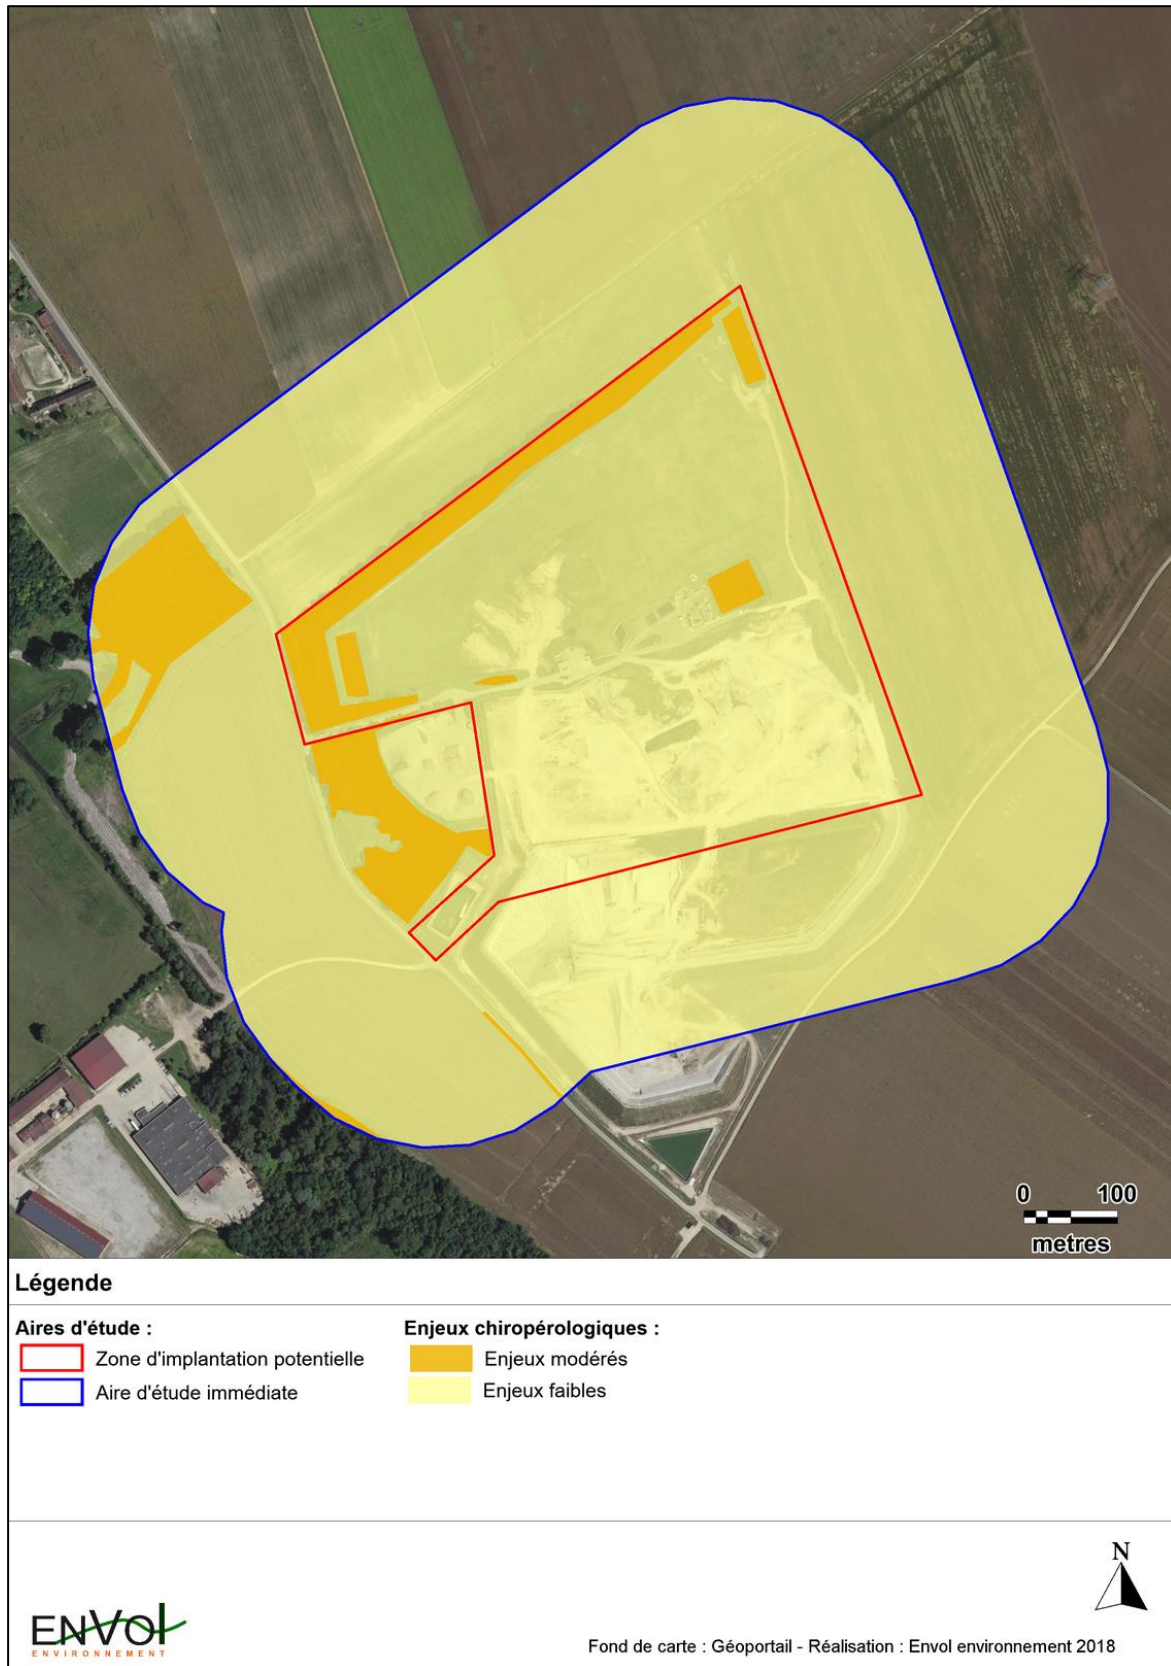 0 100
metres
Légende
Aires d'étude :
Zone d'implantation potentielle
Aire d'étude immédiate
Enjeux chiropérologiques :
Enjeux modérés
Enjeux faibles
N
ENVOl
ENVIRONNEMENT
Fond de carte : Géoportail - Réalisation : Envol environnement 2018